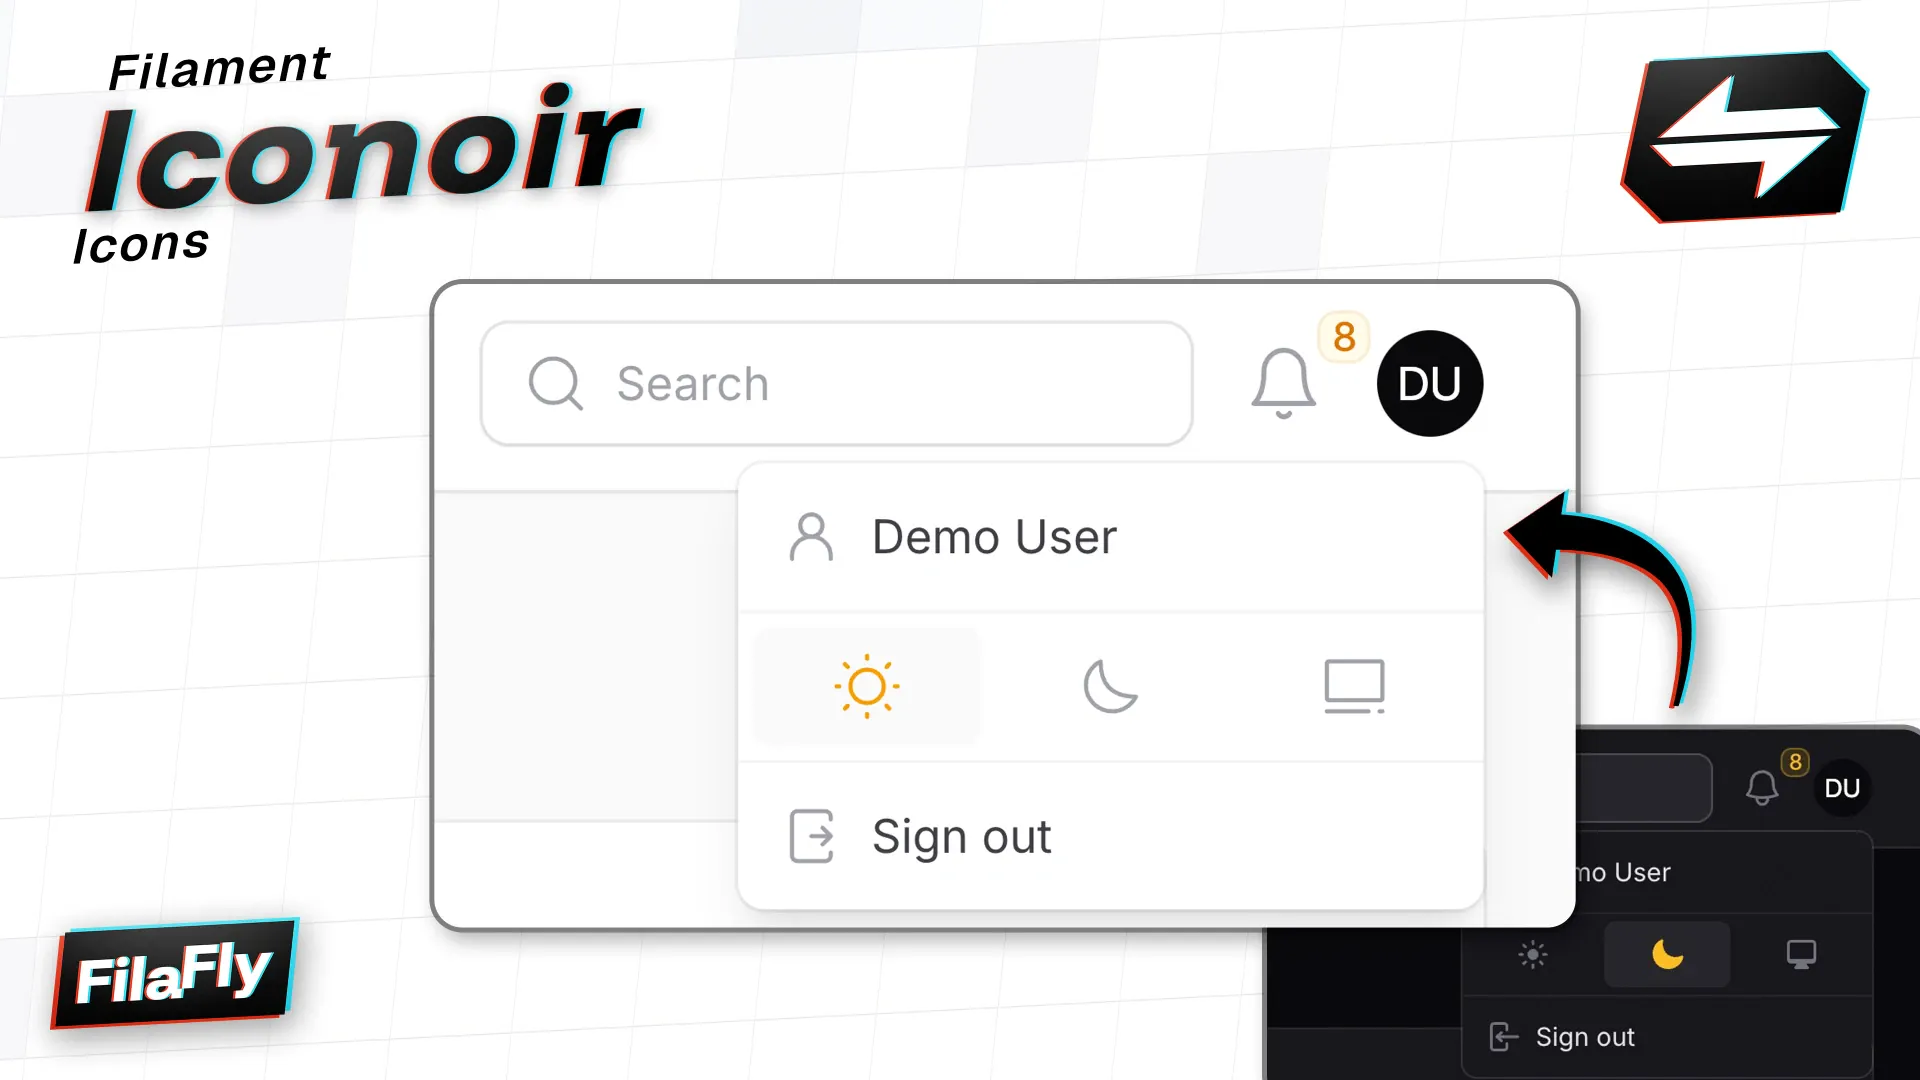 Filament
Iconoir
Icons
Search
8
DU
Demo User
Sign out
FilaFly
8
DU
mo User
Sign out